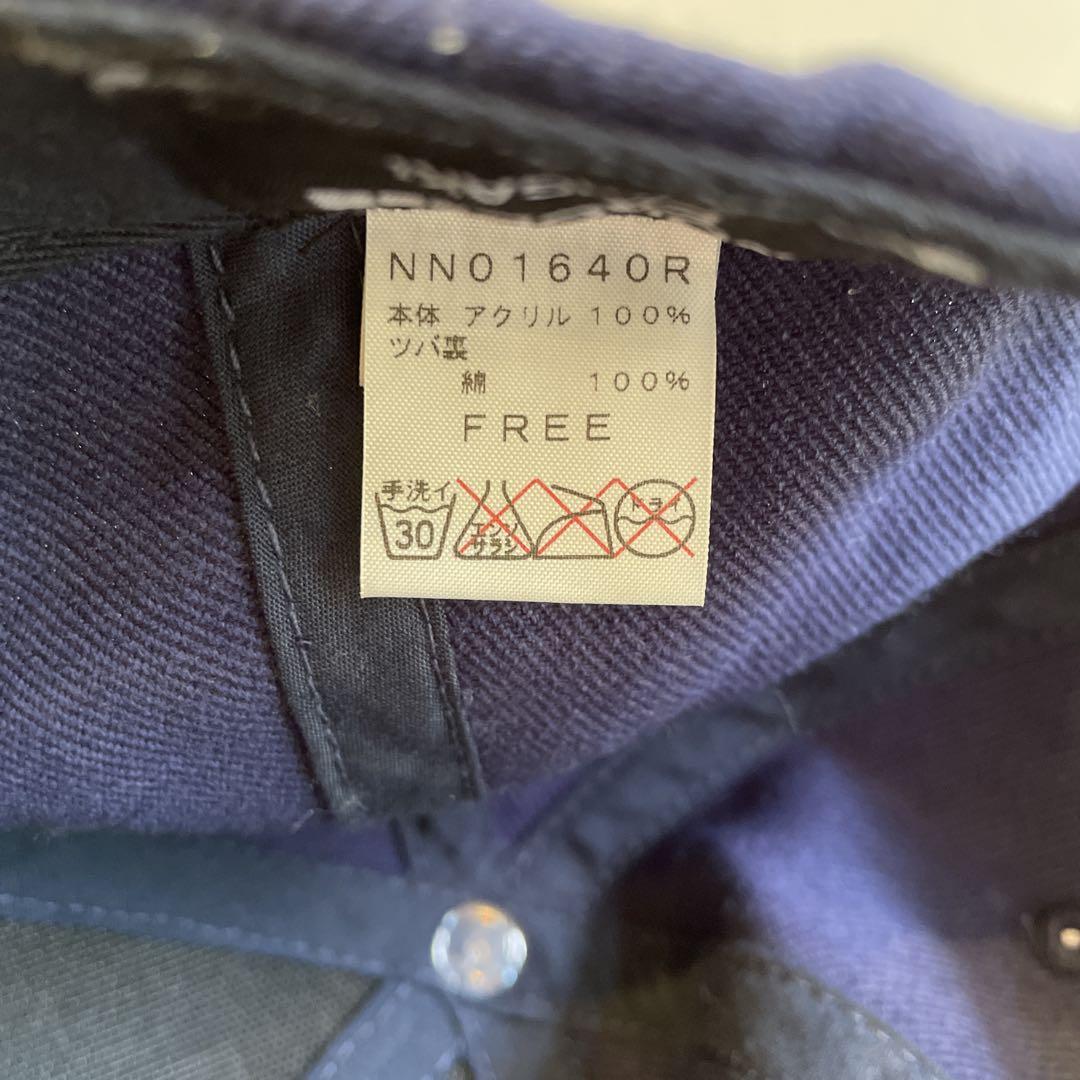 NN01640R
本体 アクリル 100%
ツバ裏
綿 100%
FREE
手洗イ
30
エンソ
サラシ
ドライ